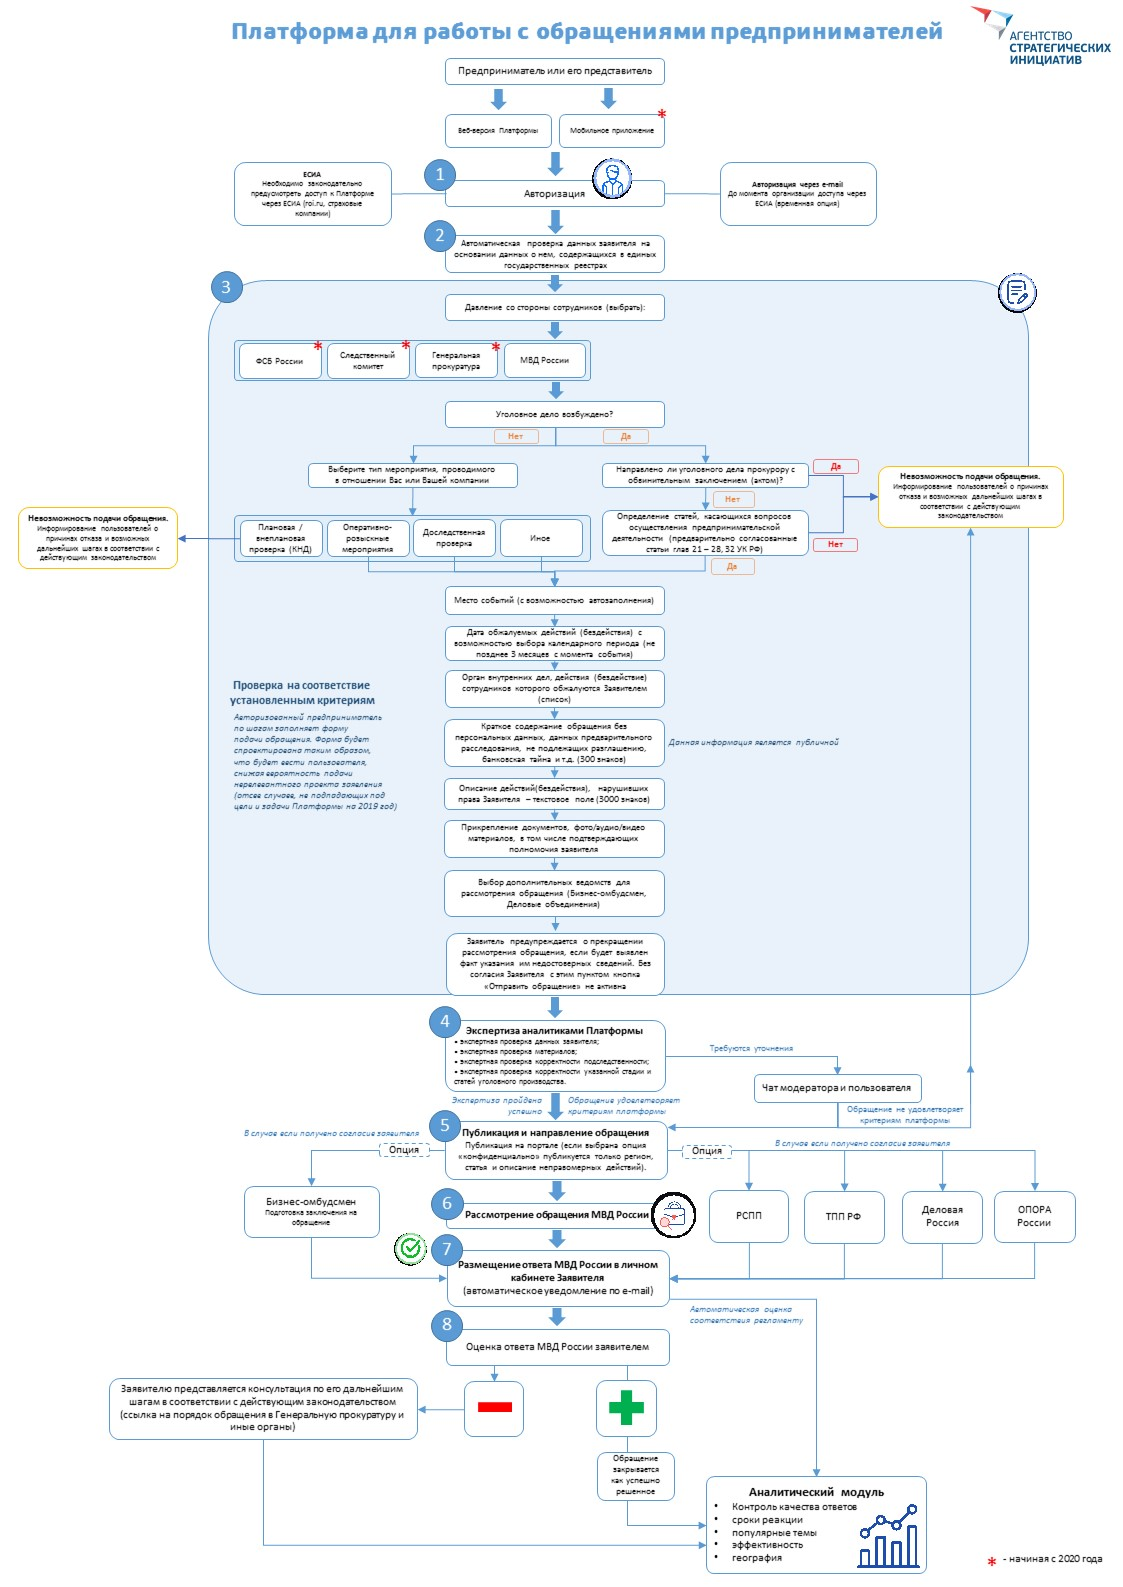 Платформа для работы с обращениями предпринимателей
АГЕНТСТВО
СТРАТЕГИЧЕСКИХ
ИНИЦИАТИВ
Предприниматель или его представитель
Веб-версия Платформы
Мобильное приложение
*
1
Авторизация
ЕСИА
Необходимо законодательно
предусмотреть доступ к Платформе
через ЕСИА (roi.ru, страховые
компании)
Авторизация через e-mail
До момента организации доступа через
ЕСИА (временная опция)
2
Автоматическая проверка данных заявителя на
основании данных о нем, содержащихся в единых
государственных реестрах
3
Давление со стороны сотрудников (выбрать):
ФСБ России
*
Следственный
комитет
*
Генеральная
прокуратура
*
МВД России
Уголовное дело возбуждено?
Нет
Да
Выберите тип мероприятия, проводимого
в отношении Вас или Вашей компании
Направлено ли уголовного дела прокурору с
обвинительным заключением (актом)?
Да
Нет
Невозможность подачи обращения.
Информирование пользователей о причинах
отказа и возможных дальнейших шагах в
соответствии с действующим
законодательством
Невозможность подачи обращения.
Информирование пользователей о
причинах отказа и возможных
дальнейших шагах в соответствии с
действующим законодательством
Плановая /
внеплановая
проверка (КНД)
Оперативно-
розыскные
мероприятия
Доследственная
проверка
Иное
Определение статей, касающихся вопросов
осуществления предпринимательской
деятельности (предварительно согласованные
статьи глав 21 – 28, 32 УК РФ)
Нет
Да
Место событий (с возможностью автозаполнения)
Дата обжалуемых действий (бездействия) с
возможностью выбора календарного периода (не
позднее 3 месяцев с момента события)
Орган внутренних дел, действия (бездействие)
сотрудников которого обжалуются Заявителем
(список)
Проверка на соответствие
установленным критериям
Авторизованный предприниматель
по шагам заполняет форму
подачи обращения. Форма будет
спроектирована таким образом,
что будет вести пользователя,
снижая вероятность подачи
нерелевантного проекта заявления
(отсев случаев, не подпадающих под
цели и задачи Платформы на 2019 год)
Краткое содержание обращения без
персональных данных, данных предварительного
расследования, не подлежащих разглашению,
банковская тайна и т.д. (300 знаков)
Данная информация является публичной
Описание действий(бездействия), нарушивших
права Заявителя – текстовое поле (3000 знаков)
Прикрепление документов, фото/аудио/видео
материалов, в том числе подтверждающих
полномочия заявителя
Выбор дополнительных ведомств для
рассмотрения обращения (Бизнес-омбудсмен,
Деловые объединения)
Заявитель предупреждается о прекращении
рассмотрения обращения, если будет выявлен
факт указания им недостоверных сведений. Без
согласия Заявителя с этим пунктом кнопка
«Отправить обращение» не активна
4
Экспертиза аналитиками Платформы
• экспертная проверка данных заявителя;
• экспертная проверка материалов;
• экспертная проверка корректности подследственности;
• экспертная проверка корректности указанной стадии и
статей уголовного производства.
Требуются уточнения
Чат модератора и пользователя
Обращение не удовлетворяет
критериям платформы
Экспертиза пройдена
успешно
Обращение удовлетворяет
критериям платформы
5
Публикация и направление обращения
Публикация на портале (если выбрана опция
«конфиденциально» публикуется только регион,
статья и описание неправомерных действий).
В случае если получено согласие заявителя
Опция
Опция
В случае если получено согласие заявителя
Бизнес-омбудсмен
Подготовка заключения на
обращение
6
Рассмотрение обращения МВД России
РСПП
ТПП РФ
Деловая
Россия
ОПОРА
России
7
Размещение ответа МВД России в личном
кабинете Заявителя
(автоматическое уведомление по e-mail)
Автоматическая оценка
соответствия регламенту
8
Оценка ответа МВД России заявителем
Заявителю представляется консультация по его дальнейшим
шагам в соответствии с действующим законодательством
(ссылка на порядок обращения в Генеральную прокуратуру и
иные органы)
Обращение
закрывается
как успешно
решенное
Аналитический модуль
• Контроль качества ответов
• сроки реакции
• популярные темы
• эффективность
• география
* - начиная с 2020 года